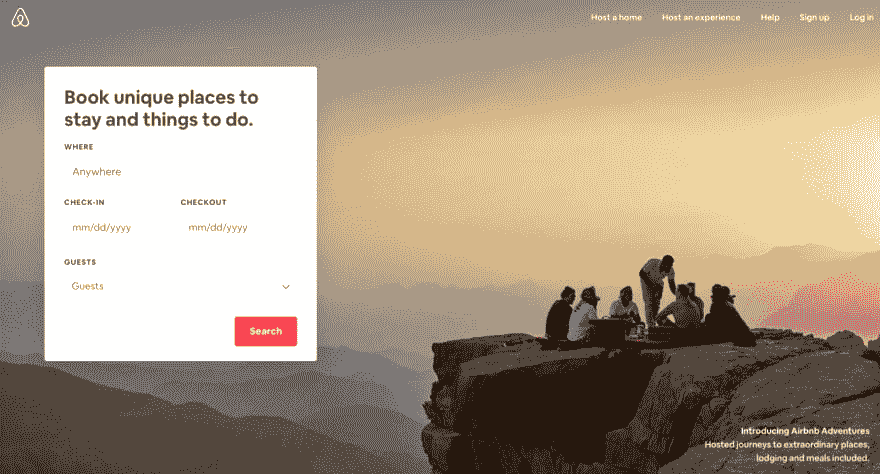 Host a home
Host an experience
Help
Sign up
Log in
Book unique places to
stay and things to do.
WHERE
Anywhere
CHECK-IN
CHECKOUT
mm/dd/yyyy
mm/dd/yyyy
GUESTS
Guests
Search
Introducing Airbnb Adventures
Hosted journeys to extraordinary places,
lodging and meals included.